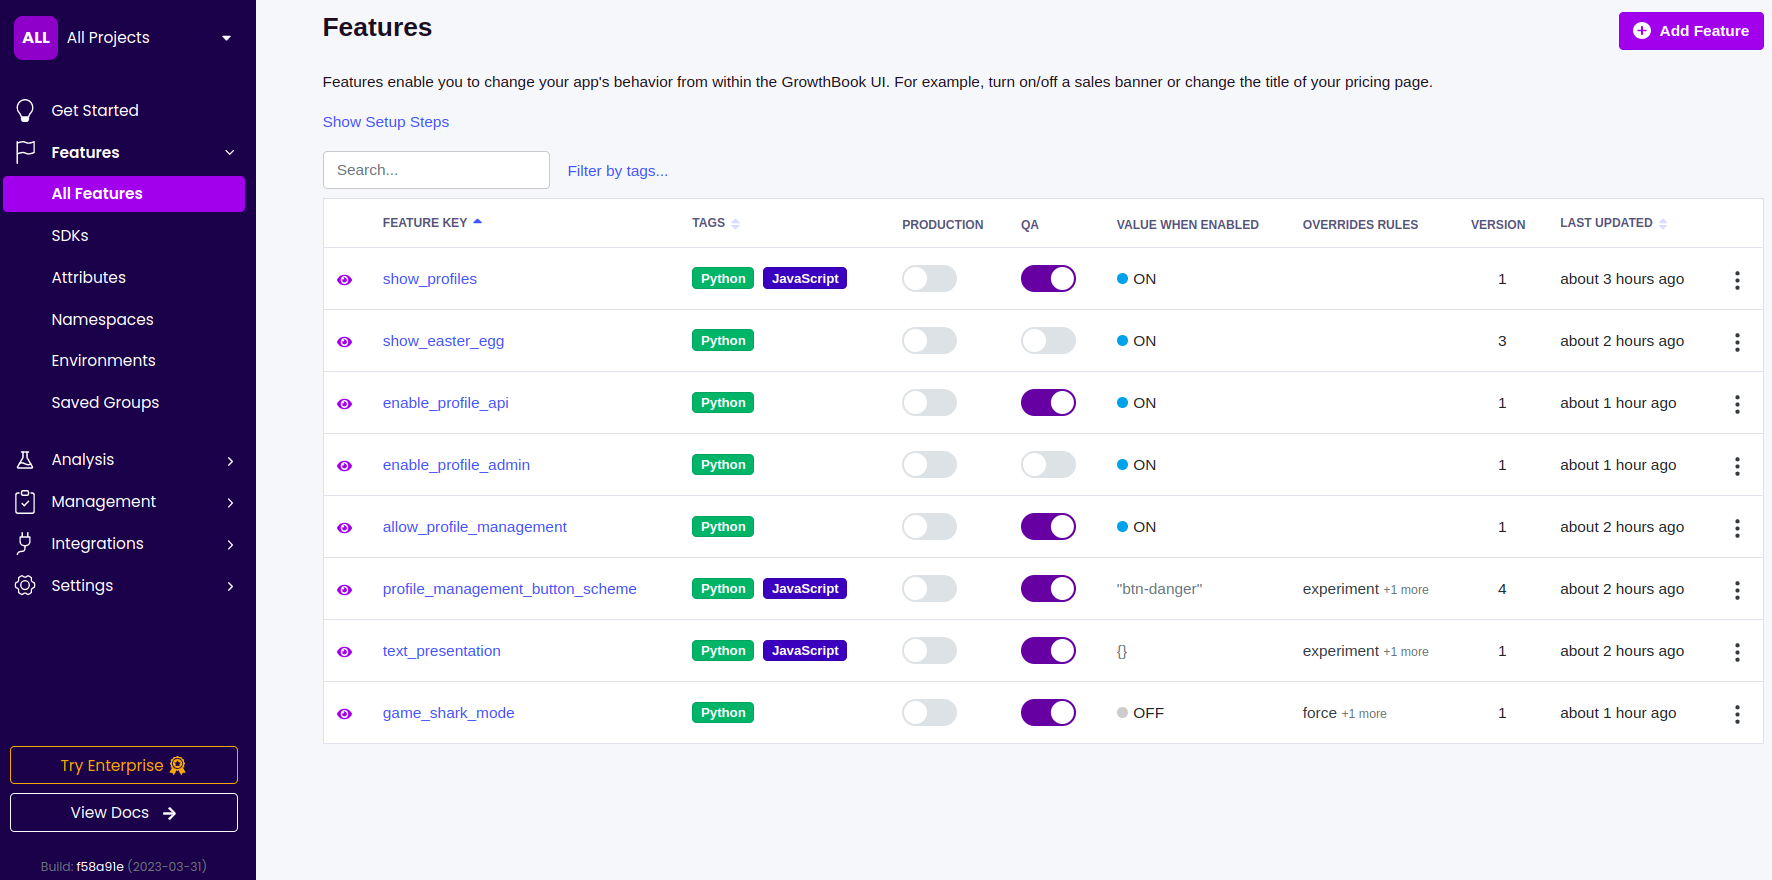 ALL All Projects
Get Started
Features
All Features
SDKs
Attributes
Namespaces
Environments
Saved Groups
Analysis
Management
Integrations
Settings
Try Enterprise
View Docs
Build: f58a91e (2023-03-31)
Features
Add Feature
Features enable you to change your app's behavior from within the GrowthBook UI. For example, turn on/off a sales banner or change the title of your pricing page.
Show Setup Steps
Search... Filter by tags...
FEATURE KEY TAGS PRODUCTION QA VALUE WHEN ENABLED OVERRIDES RULES VERSION LAST UPDATED
show_profiles Python JavaScript ON 1 about 3 hours ago
show_easter_egg Python ON 3 about 2 hours ago
enable_profile_api Python ON 1 about 1 hour ago
enable_profile_admin Python ON 1 about 1 hour ago
allow_profile_management Python ON 1 about 2 hours ago
profile_management_button_scheme Python JavaScript "btn-danger" experiment +1 more 4 about 2 hours ago
text_presentation Python JavaScript {} experiment +1 more 1 about 2 hours ago
game_shark_mode Python OFF force +1 more 1 about 1 hour ago